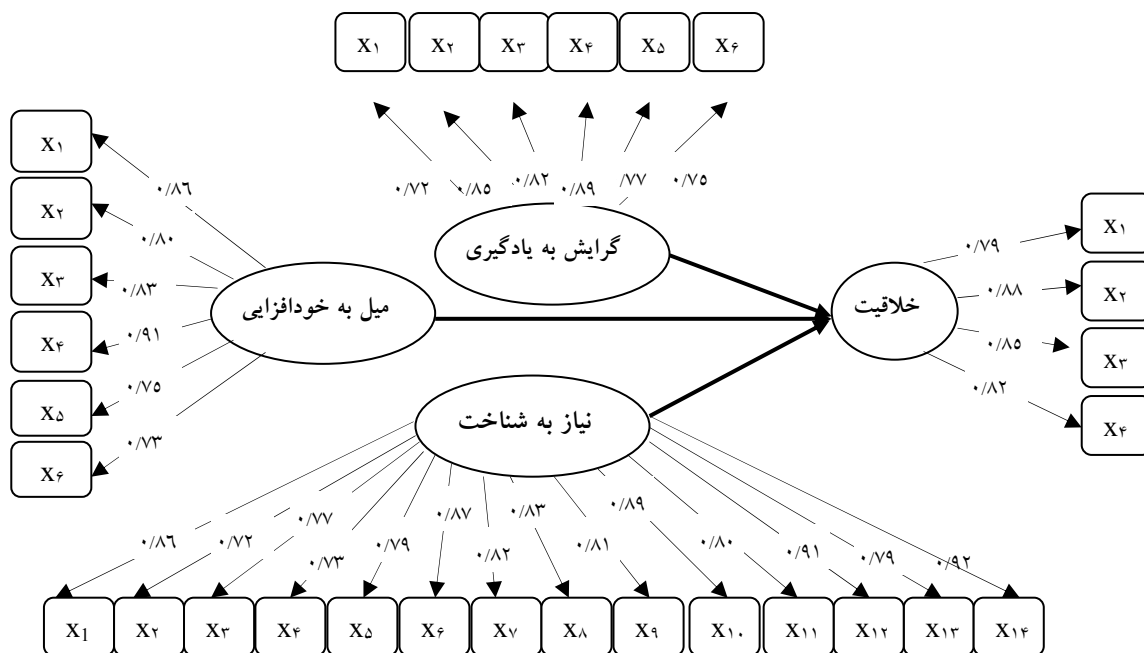 x۱ x۲ x۳ x۴ x۵ x۶
۰/۷۲ ۰/۸۵ ۰/۸۲ ۰/۸۹ ۰/۷۷ ۰/۷۵
گرایش به یادگیری
x۱
x۲
x۳
x۴
x۵
x۶
۰/۸۶
۰/۸۰
۰/۸۳
۰/۹۱
۰/۷۵
۰/۷۳
میل به خودافزایی
خلاقیت
۰/۷۹
۰/۸۸
۰/۸۵
۰/۸۲
x۱
x۲
x۳
x۴
نیاز به شناخت
۰/۸۶ ۰/۷۲ ۰/۷۷ ۰/۷۳ ۰/۷۹ ۰/۸۷ ۰/۸۲ ۰/۸۳ ۰/۸۱ ۰/۸۹ ۰/۸۰ ۰/۹۱ ۰/۷۹ ۰/۹۲
x1 x۲ x۳ x۴ x۵ x۶ x۷ x۸ x۹ x۱۰ x۱۱ x۱۲ x۱۳ x۱۴